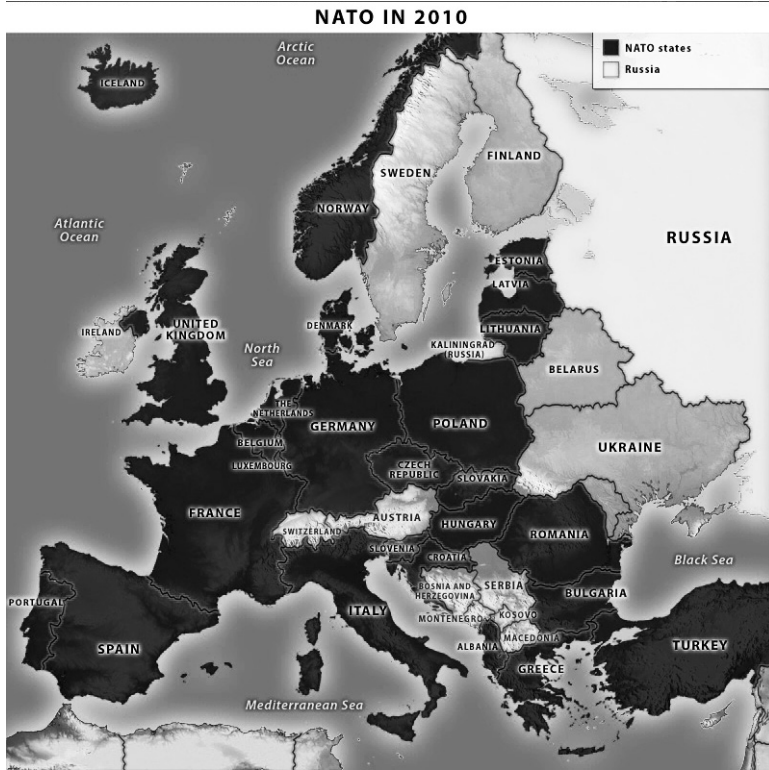 NATO IN 2010
Arctic
Ocean
NATO states
Russia
ICELAND
FINLAND
SWEDEN
NORWAY
Atlantic
Ocean
RUSSIA
ESTONIA
LATVIA
LITHUANIA
KALININGRAD
(RUSSIA)
DENMARK
UNITED
KINGDOM
IRELAND
North
Sea
BELARUS
THE
NETHERLANDS
GERMANY
POLAND
BELGIUM
LUXEMBOURG
UKRAINE
CZECH
REPUBLIC
SLOVAKIA
FRANCE
AUSTRIA
SWITZERLAND
HUNGARY
ROMANIA
SLOVENIA
CROATIA
Black Sea
BOSNIA AND
HERZEGOVINA
SERBIA
BULGARIA
PORTUGAL
ITALY
MONTENEGRO
KOSOVO
MACEDONIA
SPAIN
ALBANIA
TURKEY
GREECE
Mediterranean Sea